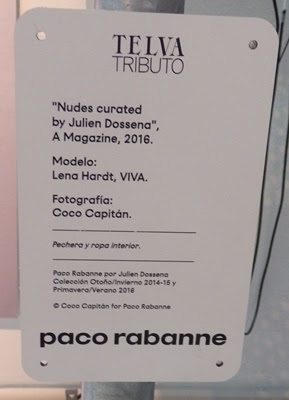 TELVA
TRIBUTO
"Nudes curated
by Julien Dossena",
A Magazine, 2016.
Modelo:
Lena Hardt, VIVA.
Fotografía:
Coco Capitán.
Pechera y ropa interior.
Paco Rabanne por Julien Dossena
Colección Otoño/Invierno 2014-15 y
Primavera/Verano 2016
© Coco Capitán for Paco Rabanne
paco rabanne